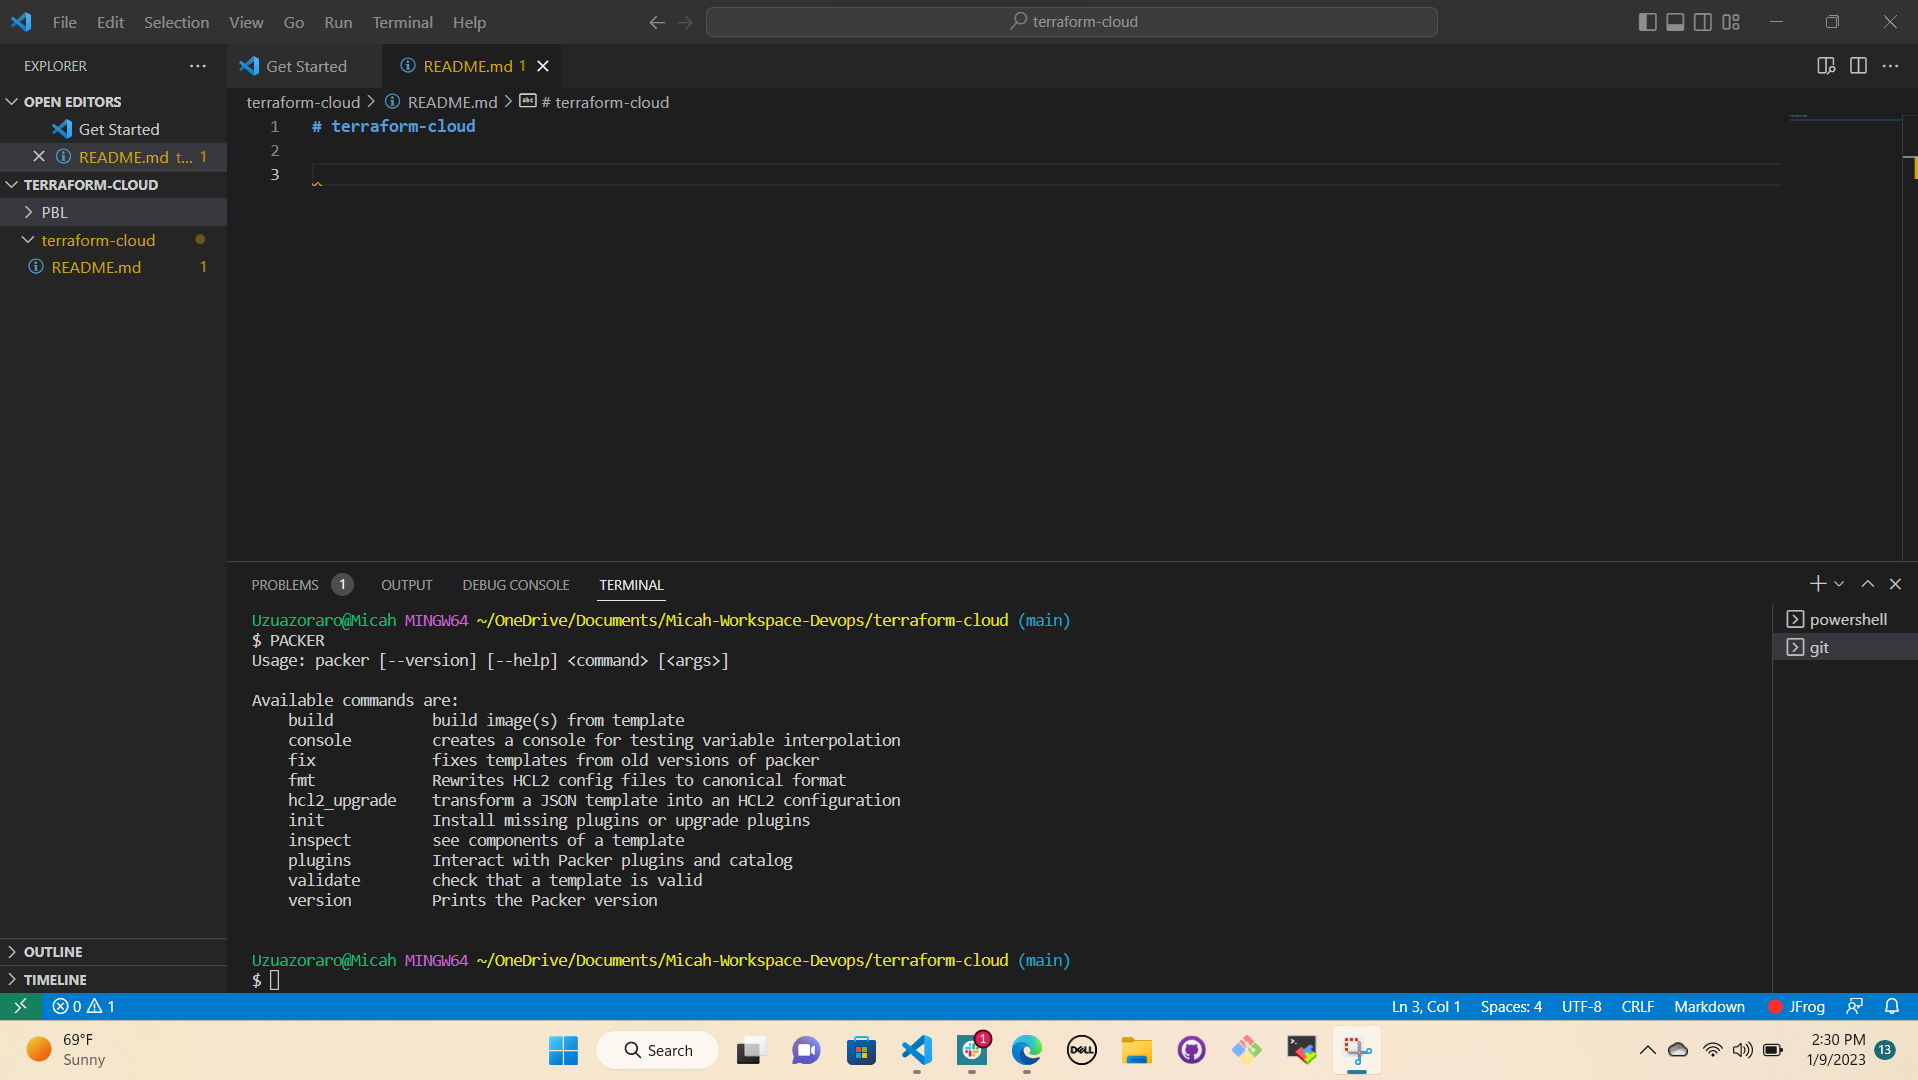 File Edit Selection View Go Run Terminal Help
terraform-cloud
EXPLORER
Get Started
README.md 1
OPEN EDITORS
Get Started
README.md t... 1
TERRAFORM-CLOUD
PBL
terraform-cloud
README.md 1
OUTLINE
TIMELINE
terraform-cloud > README.md > # terraform-cloud
1 # terraform-cloud
2
3
PROBLEMS 1 OUTPUT DEBUG CONSOLE TERMINAL
powershell
git
Uzuazoraro@Micah MINGW64 ~/OneDrive/Documents/Micah-Workspace-Devops/terraform-cloud (main)
$ PACKER
Usage: packer [--version] [--help] <command> [<args>]
Available commands are:
build build image(s) from template
console creates a console for testing variable interpolation
fix fixes templates from old versions of packer
fmt Rewrites HCL2 config files to canonical format
hcl2_upgrade transform a JSON template into an HCL2 configuration
init Install missing plugins or upgrade plugins
inspect see components of a template
plugins Interact with Packer plugins and catalog
validate check that a template is valid
version Prints the Packer version
Uzuazoraro@Micah MINGW64 ~/OneDrive/Documents/Micah-Workspace-Devops/terraform-cloud (main)
$
0 1
Ln 3, Col 1 Spaces: 4 UTF-8 CRLF Markdown JFrog
69°F
Sunny
Search
1
DELL
2:30 PM
1/9/2023
13